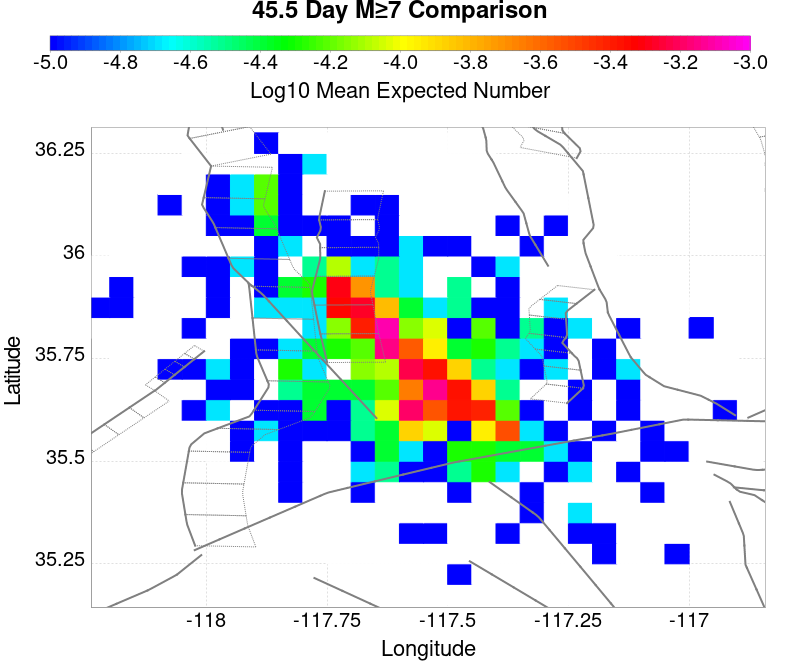 45.5 Day M≥7 Comparison
-5.0 -4.8 -4.6 -4.4 -4.2 -4.0 -3.8 -3.6 -3.4 -3.2 -3.0
Log10 Mean Expected Number
36.25
36
35.75
35.5
35.25
Latitude
-118 -117.75 -117.5 -117.25 -117
Longitude